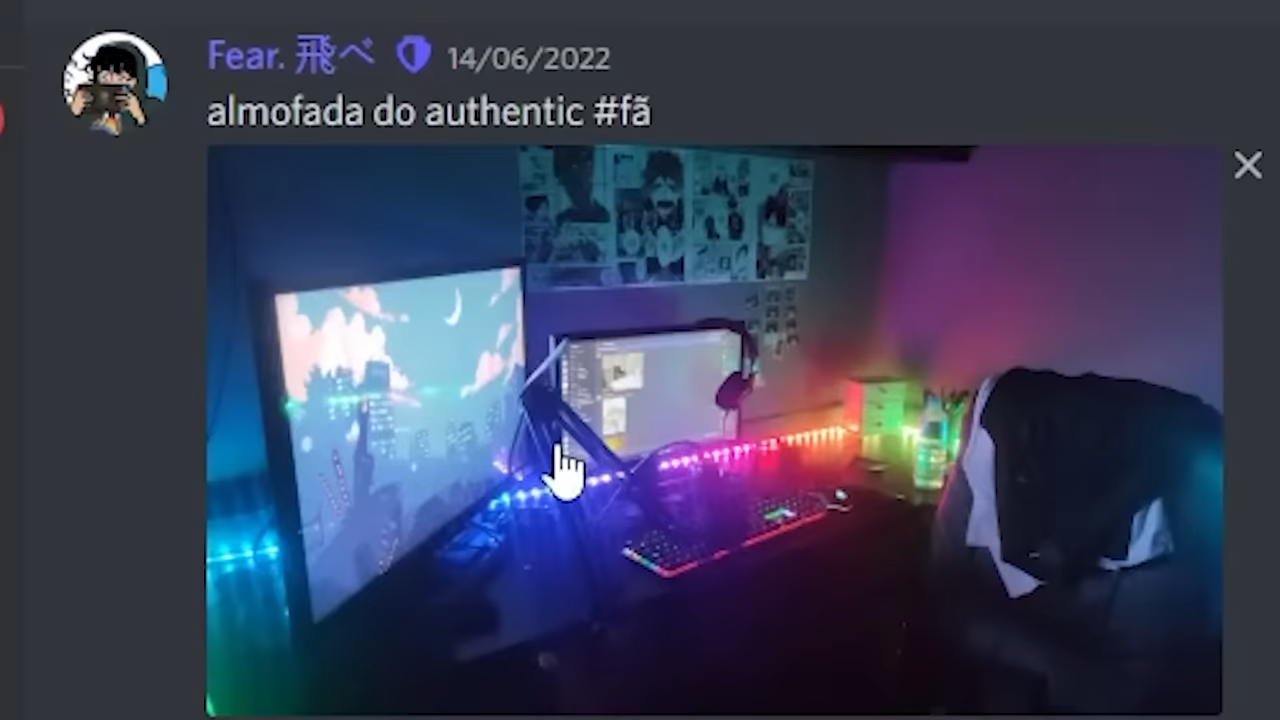 Fear. 飛べ 14/06/2022
almofada do authentic #fã